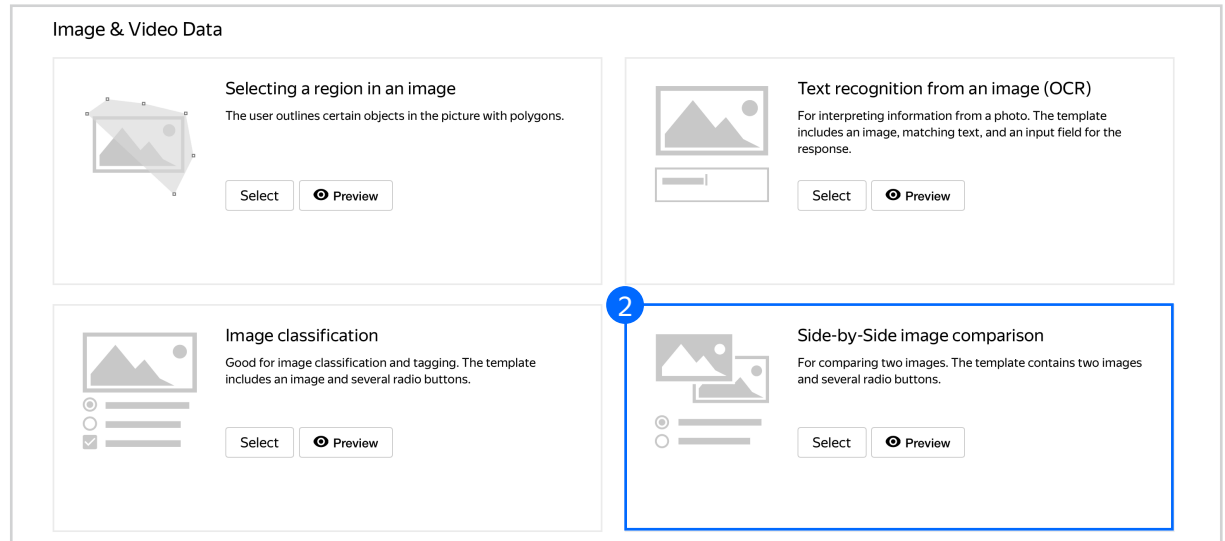 Image & Video Data
Selecting a region in an image
The user outlines certain objects in the picture with polygons.
Select
Preview
Text recognition from an image (OCR)
For interpreting information from a photo. The template
includes an image, matching text, and an input field for the
response.
Select
Preview
Image classification
Good for image classification and tagging. The template
includes an image and several radio buttons.
Select
Preview
2
Side-by-Side image comparison
For comparing two images. The template contains two images
and several radio buttons.
Select
Preview